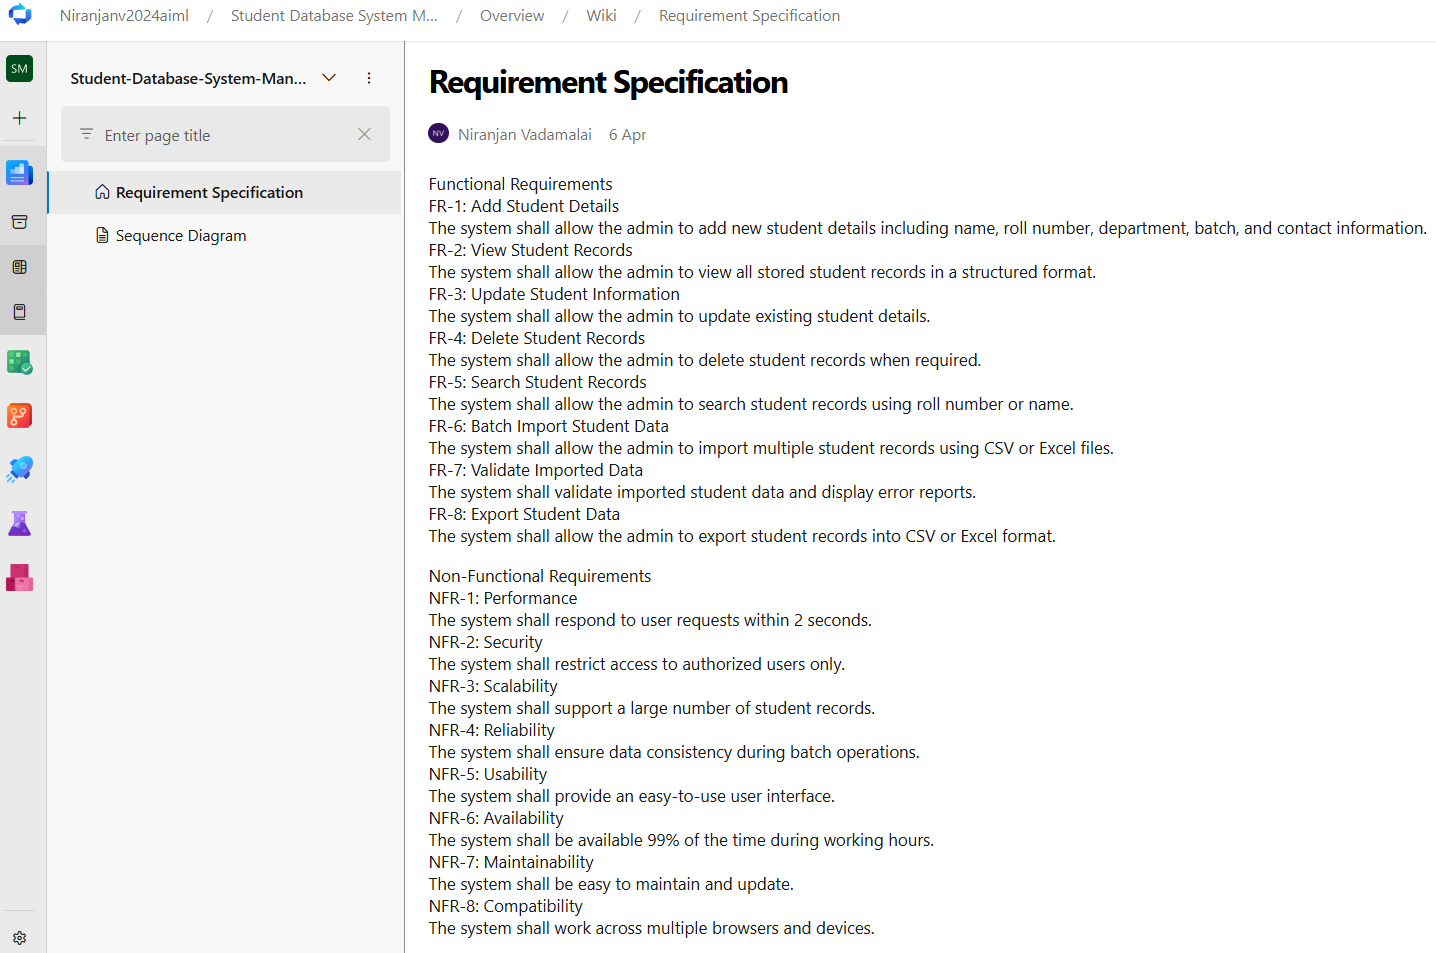 Niranjanv2024aiml / Student Database System M... / Overview / Wiki / Requirement Specification
SM
Student-Database-System-Man...
Enter page title
Requirement Specification
Sequence Diagram
Requirement Specification
NV Niranjan Vadamalai 6 Apr
Functional Requirements
FR-1: Add Student Details
The system shall allow the admin to add new student details including name, roll number, department, batch, and contact information.
FR-2: View Student Records
The system shall allow the admin to view all stored student records in a structured format.
FR-3: Update Student Information
The system shall allow the admin to update existing student details.
FR-4: Delete Student Records
The system shall allow the admin to delete student records when required.
FR-5: Search Student Records
The system shall allow the admin to search student records using roll number or name.
FR-6: Batch Import Student Data
The system shall allow the admin to import multiple student records using CSV or Excel files.
FR-7: Validate Imported Data
The system shall validate imported student data and display error reports.
FR-8: Export Student Data
The system shall allow the admin to export student records into CSV or Excel format.
Non-Functional Requirements
NFR-1: Performance
The system shall respond to user requests within 2 seconds.
NFR-2: Security
The system shall restrict access to authorized users only.
NFR-3: Scalability
The system shall support a large number of student records.
NFR-4: Reliability
The system shall ensure data consistency during batch operations.
NFR-5: Usability
The system shall provide an easy-to-use user interface.
NFR-6: Availability
The system shall be available 99% of the time during working hours.
NFR-7: Maintainability
The system shall be easy to maintain and update.
NFR-8: Compatibility
The system shall work across multiple browsers and devices.